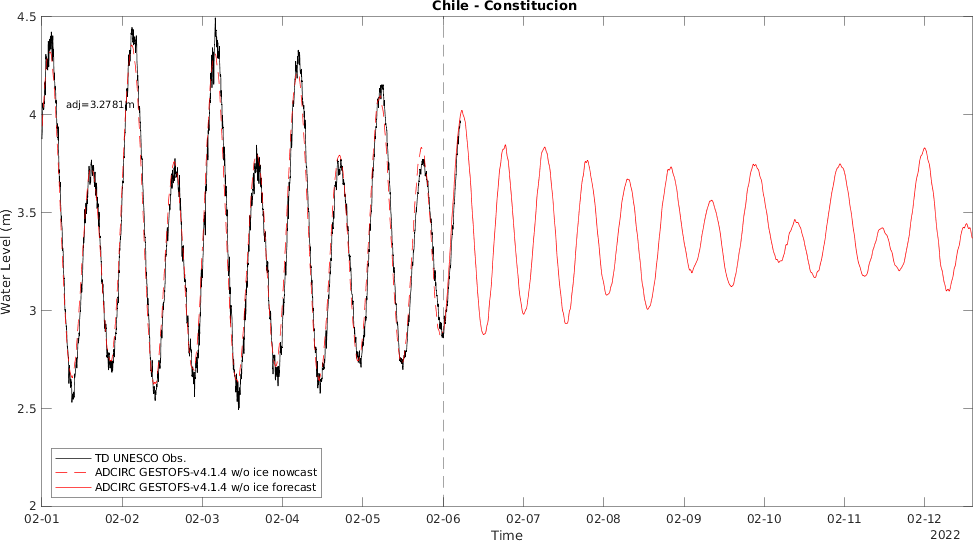 Chile - Constitucion
4.5
adj=3.2781m
4
3.5
Water Level (m)
3
2.5
TD UNESCO Obs.
ADCIRC GESTOFS-v4.1.4 w/o ice nowcast
ADCIRC GESTOFS-v4.1.4 w/o ice forecast
2
02-01 02-02 02-03 02-04 02-05 02-06 02-07 02-08 02-09 02-10 02-11 02-12
Time
2022